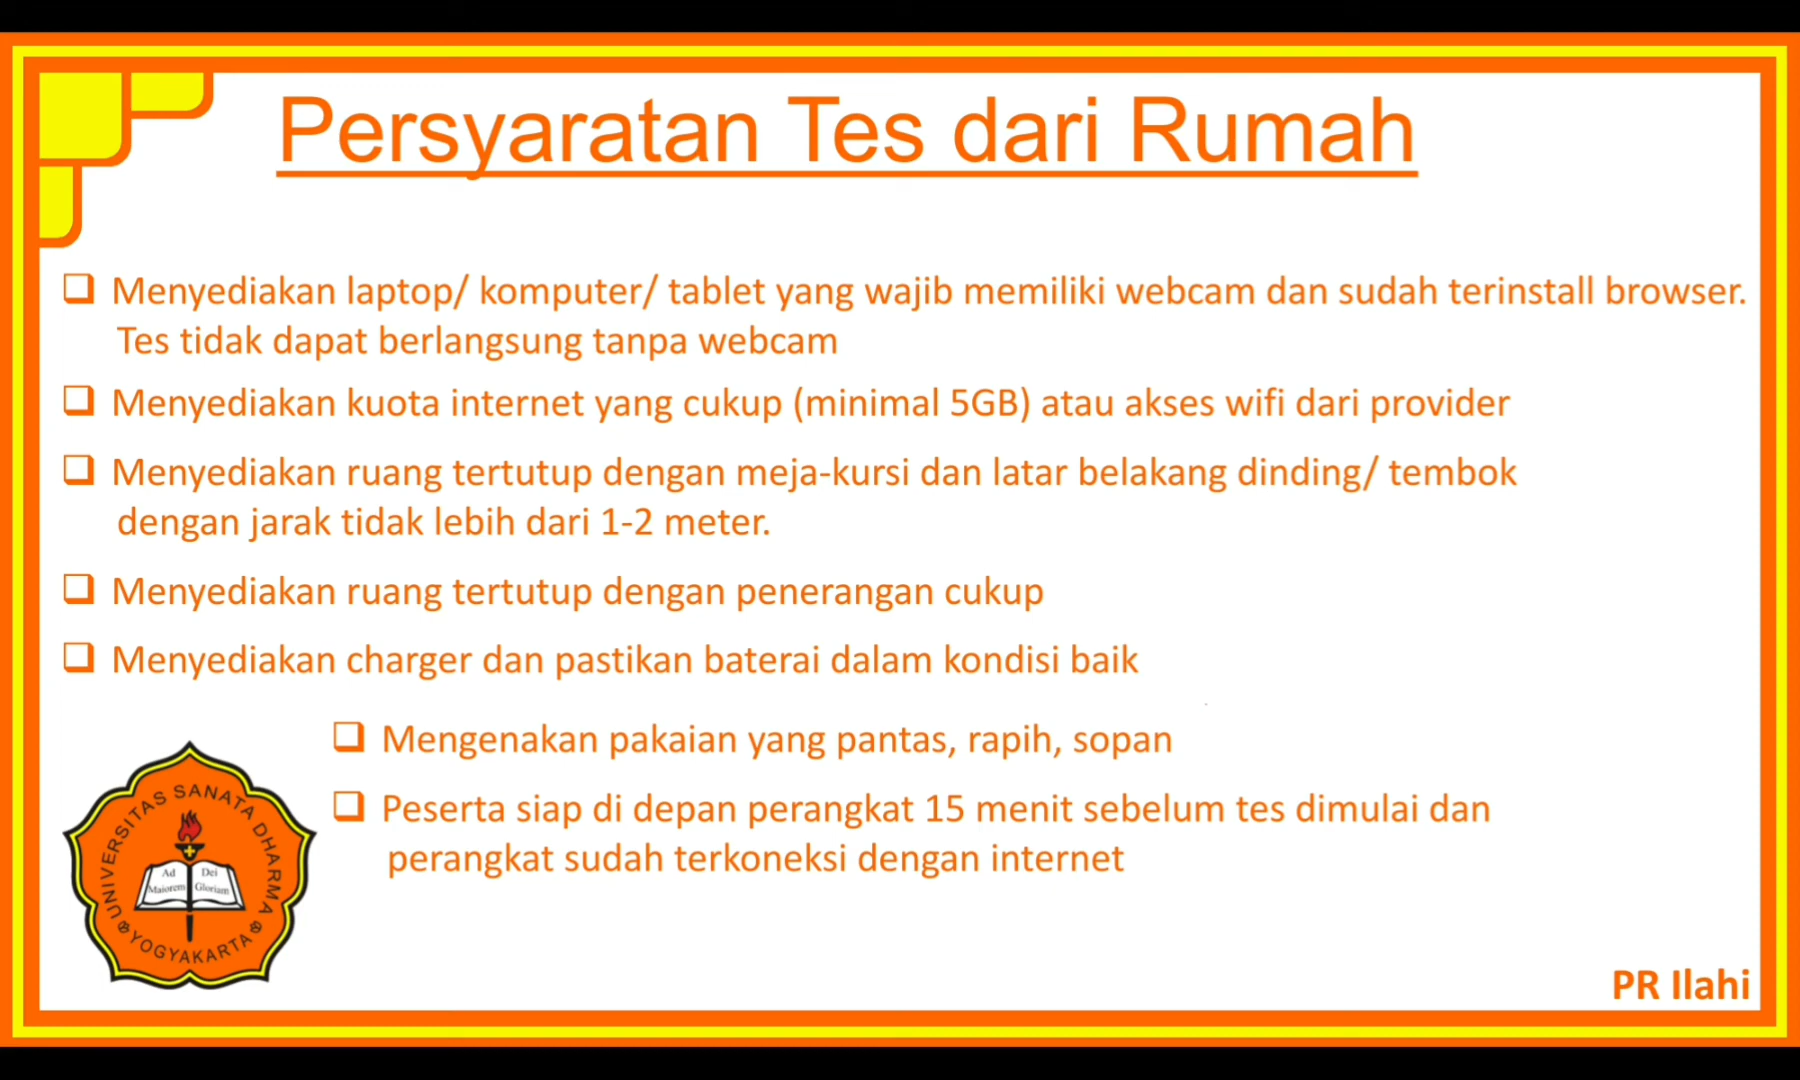 Persyaratan Tes dari Rumah
Menyediakan laptop/ komputer/ tablet yang wajib memiliki webcam dan sudah terinstall browser.
Tes tidak dapat berlangsung tanpa webcam
Menyediakan kuota internet yang cukup (minimal 5GB) atau akses wifi dari provider
Menyediakan ruang tertutup dengan meja-kursi dan latar belakang dinding/ tembok
dengan jarak tidak lebih dari 1-2 meter.
Menyediakan ruang tertutup dengan penerangan cukup
Menyediakan charger dan pastikan baterai dalam kondisi baik
Mengenakan pakaian yang pantas, rapih, sopan
Peserta siap di depan perangkat 15 menit sebelum tes dimulai dan
perangkat sudah terkoneksi dengan internet
UNIVERSITAS SANATA DHARMA
Ad Dei
Maiorem Gloriam
YOGYAKARTA
PR Ilahi